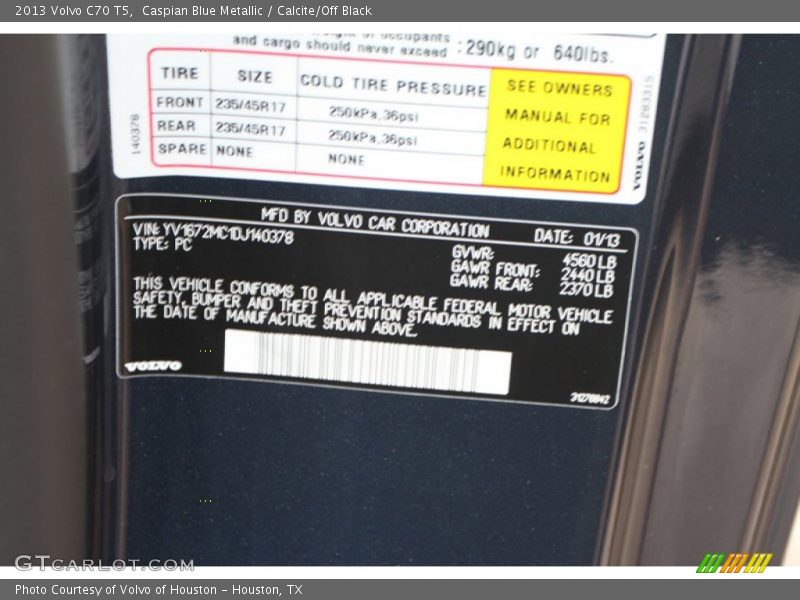 2013 Volvo C70 T5, Caspian Blue Metallic / Calcite/Off Black
of occupants
and cargo should never exceed : 290kg or 640lbs.
TIRE SIZE COLD TIRE PRESSURE
FRONT 235/45R17 250kPa,36psi
REAR 235/45R17 250kPa,36psi
SPARE NONE NONE
SEE OWNERS
MANUAL FOR
ADDITIONAL
INFORMATION
140378
VOLVO 31283315
MFD BY VOLVO CAR CORPORATION DATE: 01/13
VIN: YV1672MC1DJ140378
TYPE: PC
GVWR: 4560 LB
GAWR FRONT: 2440 LB
GAWR REAR: 2370 LB
THIS VEHICLE CONFORMS TO ALL APPLICABLE FEDERAL MOTOR VEHICLE
SAFETY, BUMPER AND THEFT PREVENTION STANDARDS IN EFFECT ON
THE DATE OF MANUFACTURE SHOWN ABOVE.
VOLVO
GTCARLOT.COM
Photo Courtesy of Volvo of Houston - Houston, TX